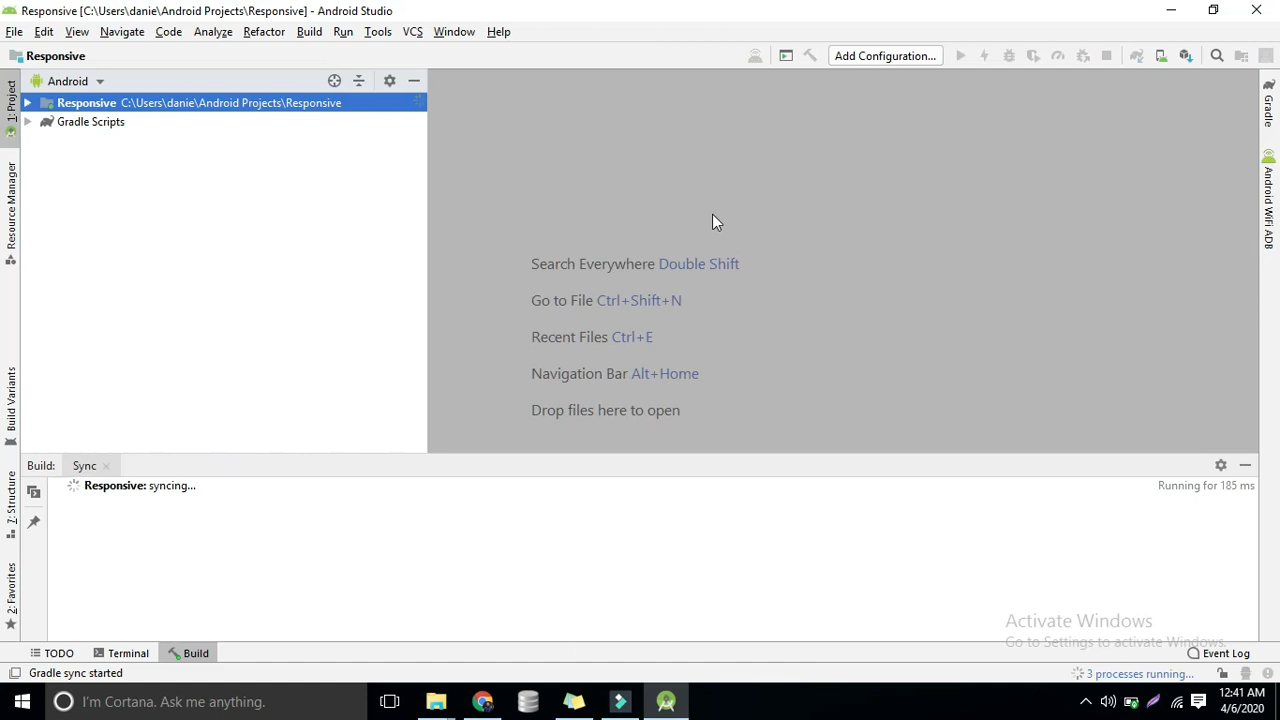 Responsive [C:\Users\danie\Android Projects\Responsive] - Android Studio
File Edit View Navigate Code Analyze Refactor Build Run Tools VCS Window Help
Responsive
Add Configuration...
Android
Responsive C:\Users\danie\Android Projects\Responsive
Gradle Scripts
1: Project
Resource Manager
Build Variants
7: Structure
2: Favorites
Gradle
Android WiFi ADB
Search Everywhere Double Shift
Go to File Ctrl+Shift+N
Recent Files Ctrl+E
Navigation Bar Alt+Home
Drop files here to open
Build: Sync
Responsive: syncing...
Running for 185 ms
Activate Windows
Go to Settings to activate Windows.
TODO Terminal Build Event Log
Gradle sync started
3 processes running...
I'm Cortana. Ask me anything.
12:41 AM
4/6/2020